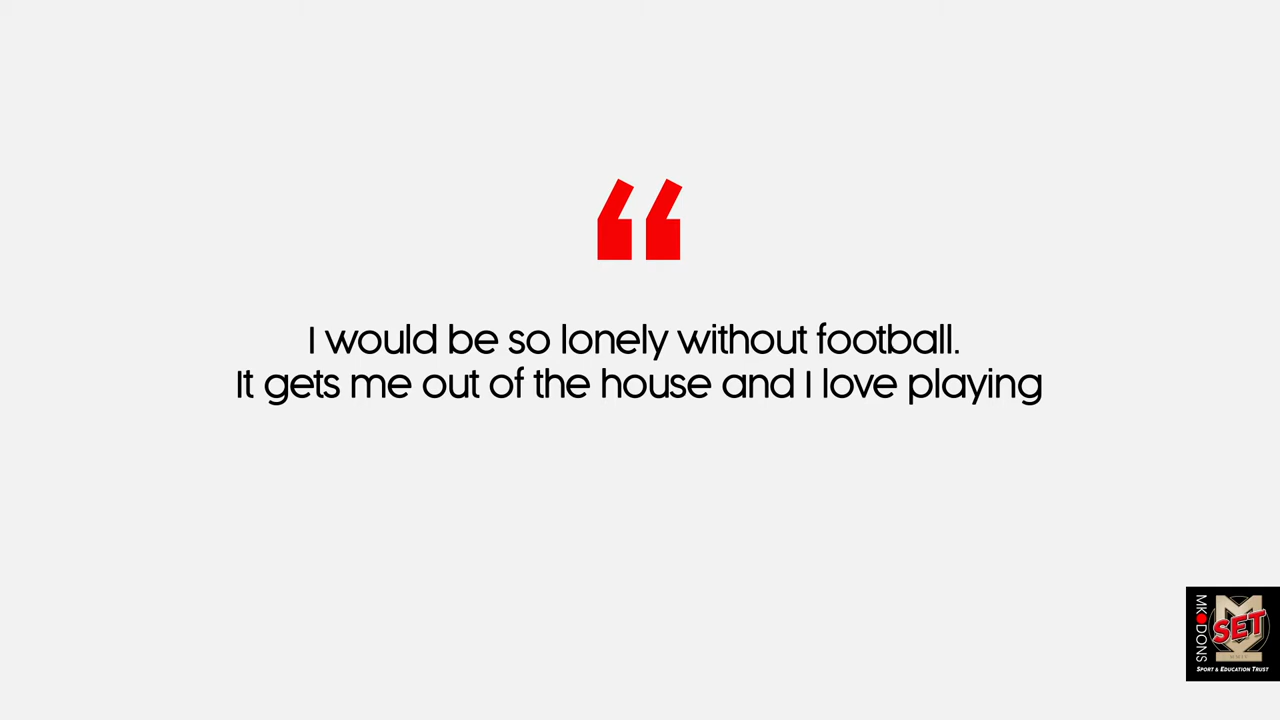 “
I would be so lonely without football.
It gets me out of the house and I love playing
MK DONS
SET
SPORT & EDUCATION TRUST